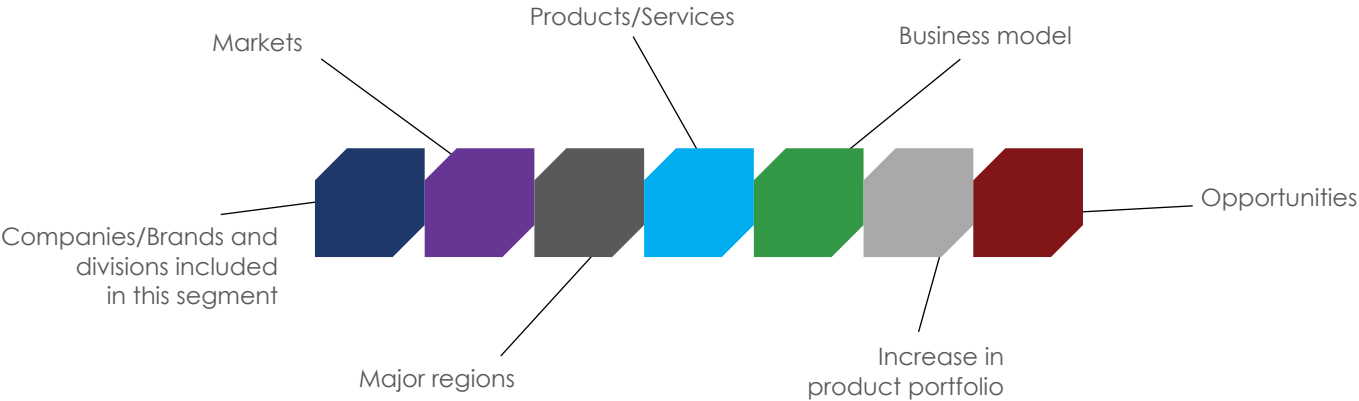 Products/Services
Business model
Markets
Opportunities
Companies/Brands and
divisions included
in this segment
Major regions
Increase in
product portfolio